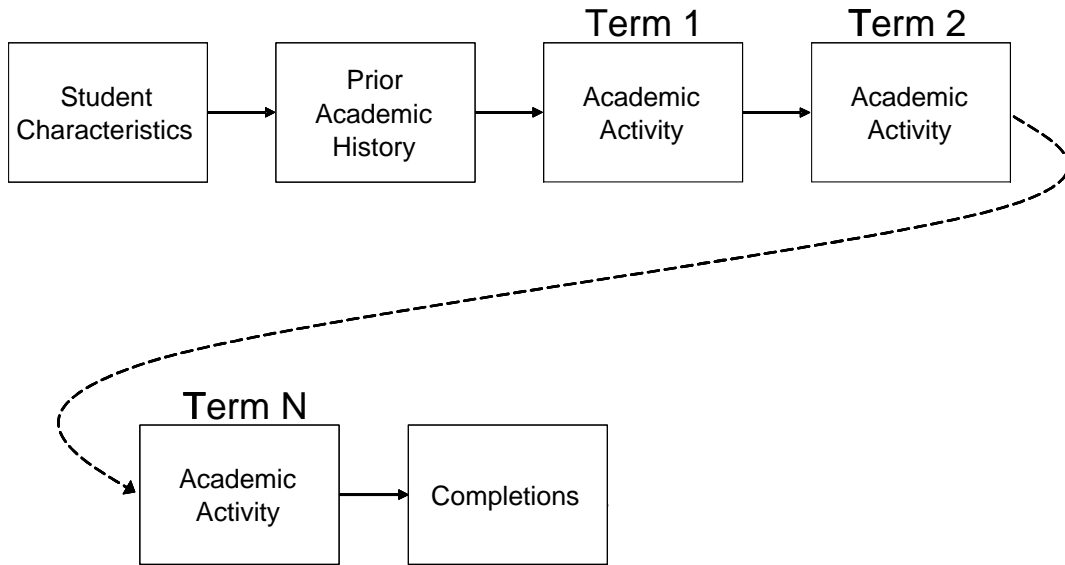 Term 1
Term 2
Student
Characteristics
Prior
Academic
History
Academic
Activity
Academic
Activity
Term N
Academic
Activity
Completions